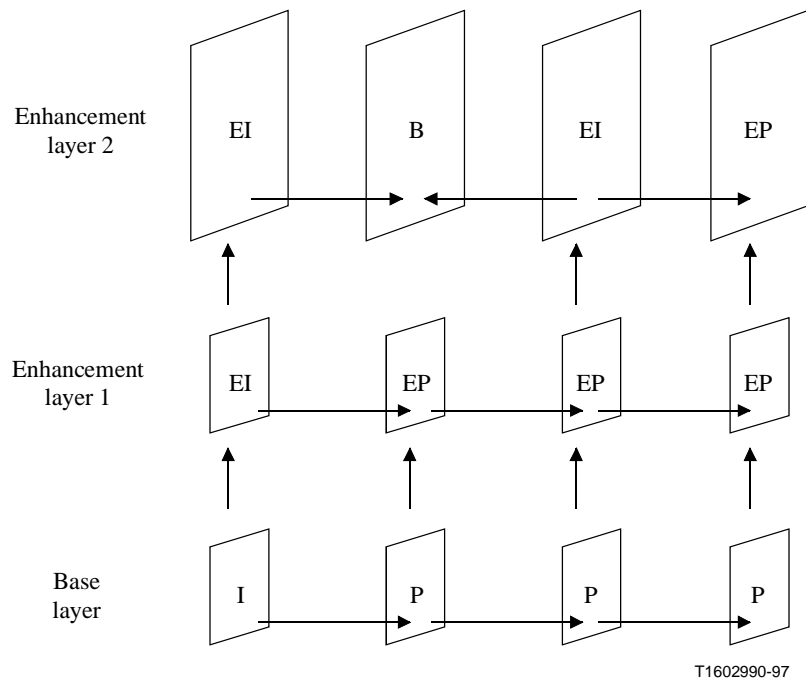 Enhancement
layer 2
EI
B
EI
EP
Enhancement
layer 1
EI
EP
EP
EP
Base
layer
I
P
P
P
T1602990-97